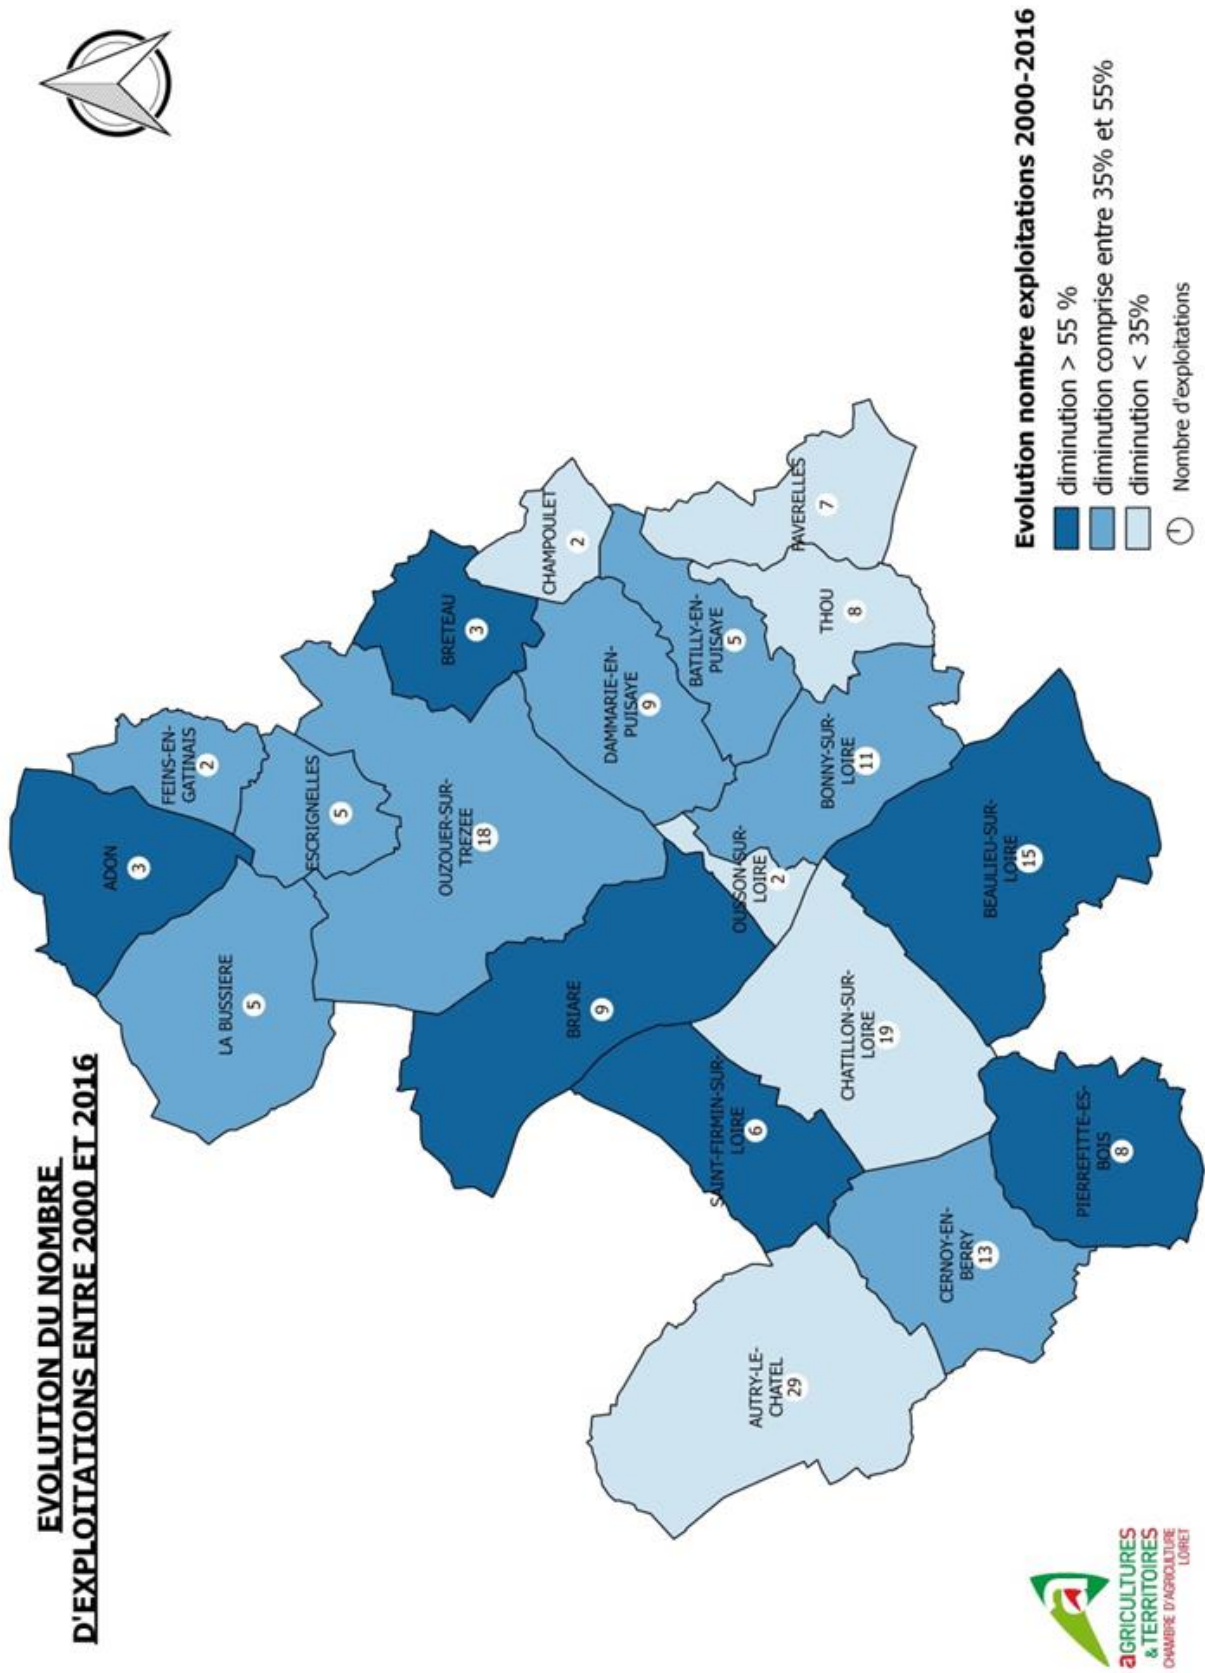 EVOLUTION DU NOMBRE
D'EXPLOITATIONS ENTRE 2000 ET 2016
ADON
3
FEINS-EN-
GATINAIS
2
LA BUSSIERE
5
ESCRIGNELLES
5
OUZOUER-SUR-
TREZEE
18
BRETEAU
3
CHAMPOULET
2
BRIARE
9
DAMMARIE-EN-
PUISAYE
9
BATILLY-EN-
PUISAYE
5
FAVERELLES
7
THOU
8
OUSSON-SUR-
LOIRE
2
BONNY-SUR-
LOIRE
11
SAINT-FIRMIN-SUR-
LOIRE
6
CHATILLON-SUR-
LOIRE
19
BEAULIEU-SUR-
LOIRE
15
AUTRY-LE-
CHATEL
29
CERNOY-EN-
BERRY
13
PIERREFITTE-ES-
BOIS
8
Evolution nombre exploitations 2000-2016
diminution > 55 %
diminution comprise entre 35% et 55%
diminution < 35%
Nombre d'exploitations
a
aGRICULTURES
& TERRITOIRES
CHAMBRE D'AGRICULTURE
LOIRET